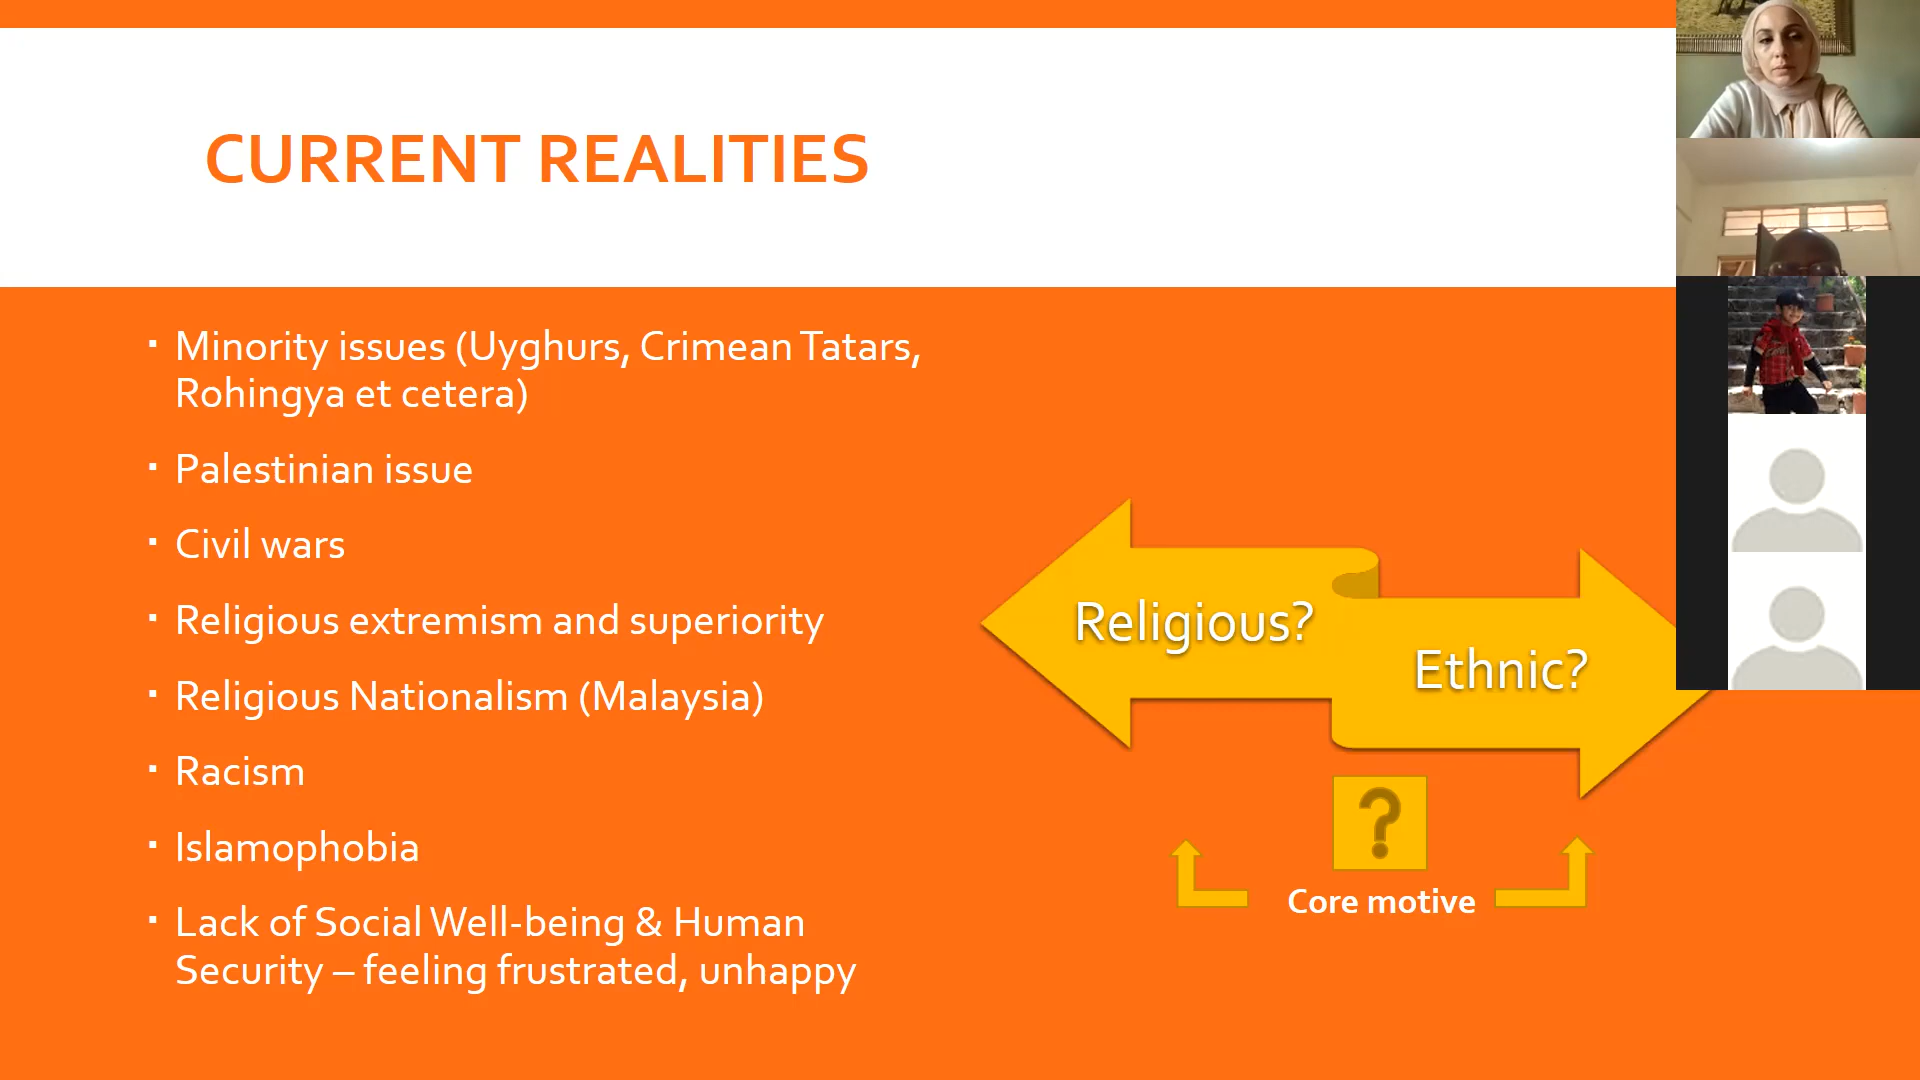 CURRENT REALITIES
▪ Minority issues (Uyghurs, Crimean Tatars,
Rohingya et cetera)
▪ Palestinian issue
▪ Civil wars
▪ Religious extremism and superiority
▪ Religious Nationalism (Malaysia)
▪ Racism
▪ Islamophobia
▪ Lack of Social Well-being & Human
Security – feeling frustrated, unhappy
Religious?
Ethnic?
?
Core motive